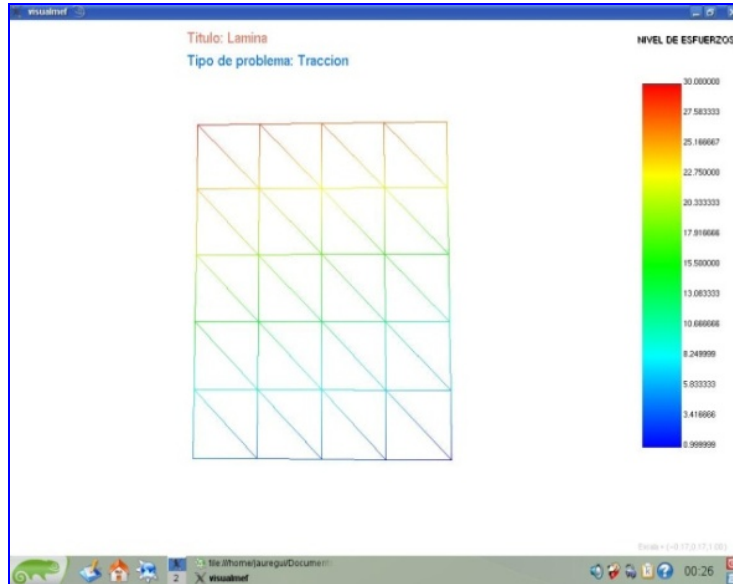 visualmef
Titulo: Lamina
Tipo de problema: Traccion
NIVEL DE ESFUERZOS
30.000000
27.583333
25.166667
22.750000
20.333333
17.916666
15.500000
13.083333
10.666666
8.249999
5.833333
3.416666
0.999999
2
file:///home/jauregui/Document
visualmef
00:26